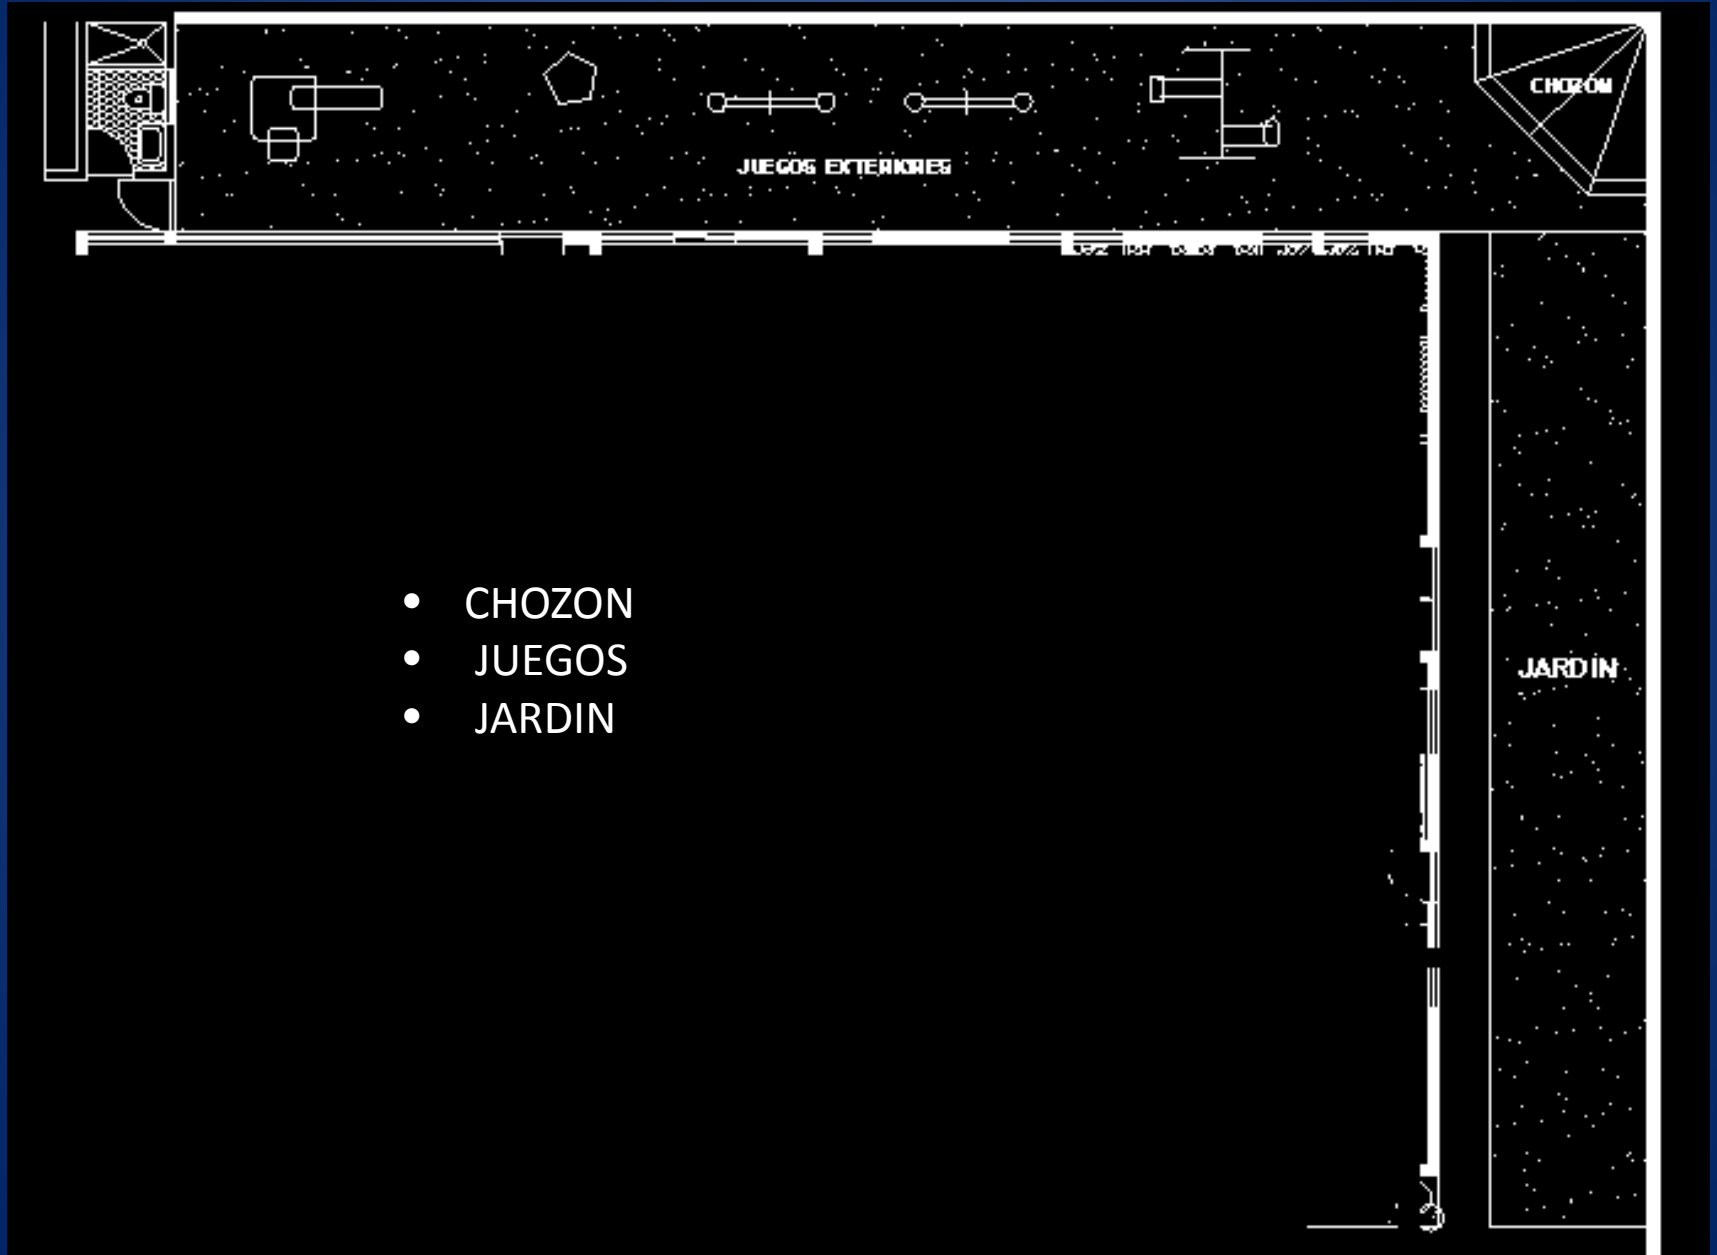 CHOZON
JUEGOS EXTERIORES
• CHOZON
• JUEGOS
• JARDIN
JARDIN